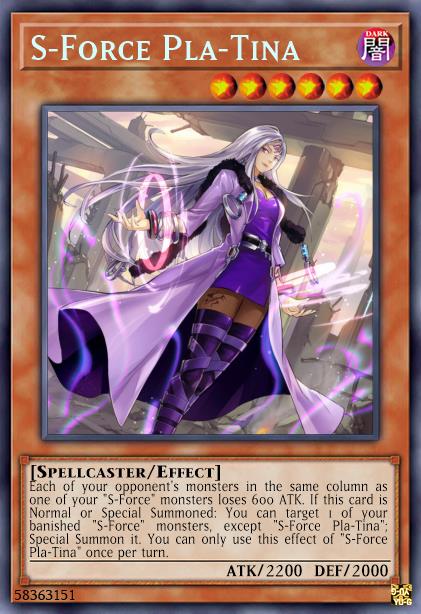 S-Force Pla-Tina
DARK
闇
[Spellcaster/Effect]
Each of your opponent's monsters in the same column as
one of your "S-Force" monsters loses 600 ATK. If this card is
Normal or Special Summoned: You can target 1 of your
banished "S-Force" monsters, except "S-Force Pla-Tina";
Special Summon it. You can only use this effect of "S-Force
Pla-Tina" once per turn.
ATK/2200 DEF/2000
58363151